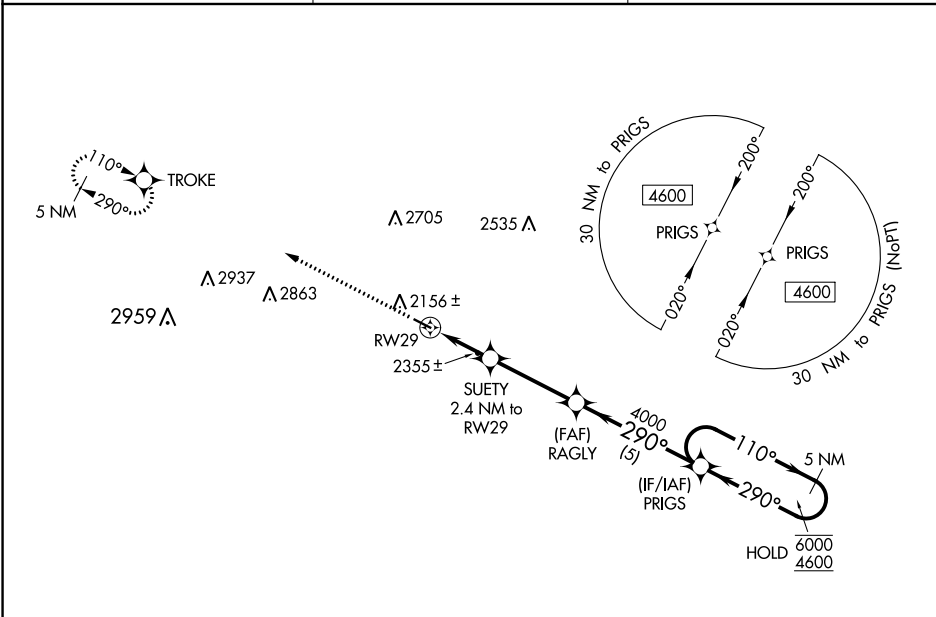 110°
TROKE
290°
5 NM
2705
2535
30 NM to PRIGS
4600
200°
PRIGS
020°
200°
PRIGS
4600
020°
30 NM to PRIGS (NoPT)
2937
2863
2959
2156 ±
RW29
2355 ±
SUETY
2.4 NM to
RW29
(FAF)
RAGLY
4000
290°
(5)
(IF/IAF)
PRIGS
110°
5 NM
290°
HOLD 6000
4600